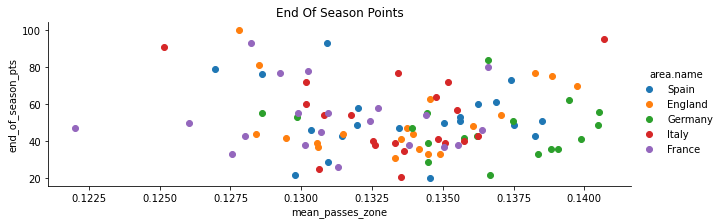 End Of Season Points
end_of_season_pts
100
80
60
40
20
0.1225
0.1250
0.1275
0.1300
0.1325
0.1350
0.1375
0.1400
mean_passes_zone
area.name
Spain
England
Germany
Italy
France